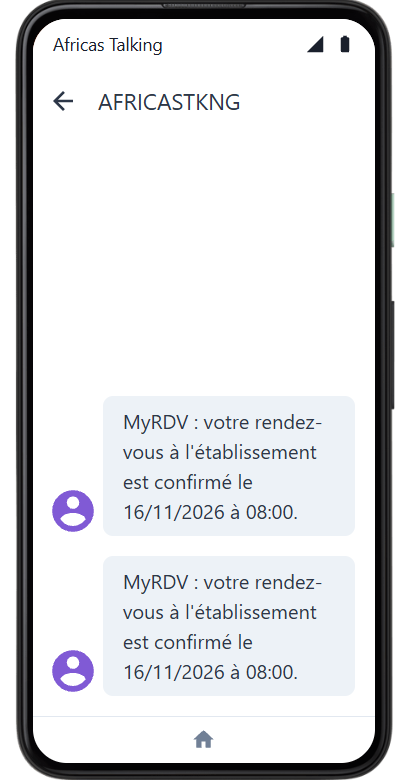 Africas Talking
AFRICASTKNG
MyRDV : votre rendez-
vous à l'établissement
est confirmé le
16/11/2026 à 08:00.
MyRDV : votre rendez-
vous à l'établissement
est confirmé le
16/11/2026 à 08:00.